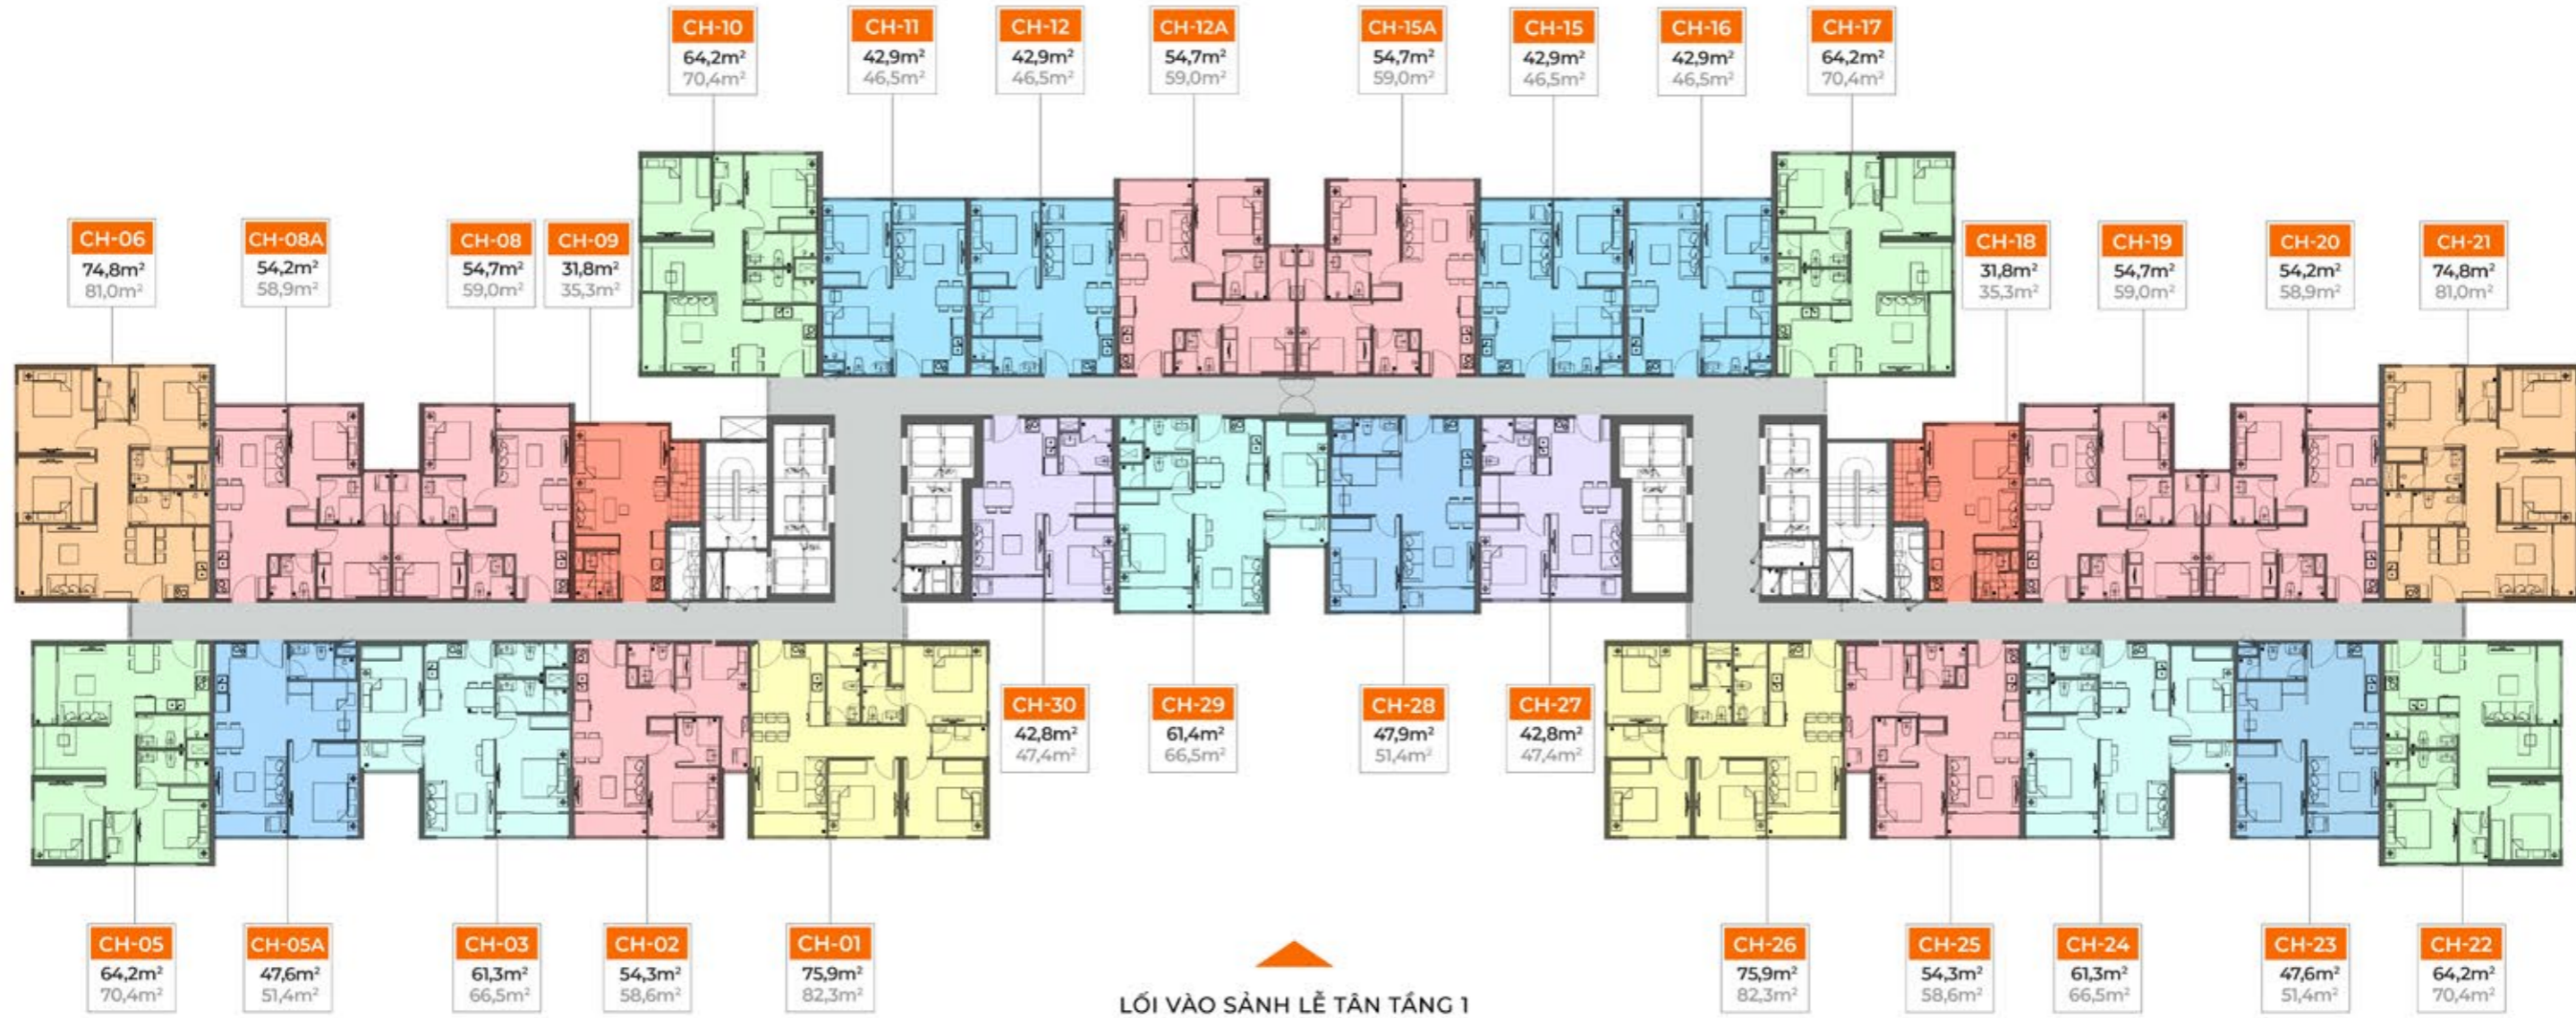 CH-10
64,2m²
70,4m²
CH-11
42,9m²
46,5m²
CH-12
42,9m²
46,5m²
CH-12A
54,7m²
59,0m²
CH-15A
54,7m²
59,0m²
CH-15
42,9m²
46,5m²
CH-16
42,9m²
46,5m²
CH-17
64,2m²
70,4m²
CH-06
74,8m²
81,0m²
CH-08A
54,2m²
58,9m²
CH-08
54,7m²
59,0m²
CH-09
31,8m²
35,3m²
CH-18
31,8m²
35,3m²
CH-19
54,7m²
59,0m²
CH-20
54,2m²
58,9m²
CH-21
74,8m²
81,0m²
CH-30
42,8m²
47,4m²
CH-29
61,4m²
66,5m²
CH-28
47,9m²
51,4m²
CH-27
42,8m²
47,4m²
CH-05
64,2m²
70,4m²
CH-05A
47,6m²
51,4m²
CH-03
61,3m²
66,5m²
CH-02
54,3m²
58,6m²
CH-01
75,9m²
82,3m²
CH-26
75,9m²
82,3m²
CH-25
54,3m²
58,6m²
CH-24
61,3m²
66,5m²
CH-23
47,6m²
51,4m²
CH-22
64,2m²
70,4m²
LỐI VÀO SẢNH LỄ TÂN TẦNG 1